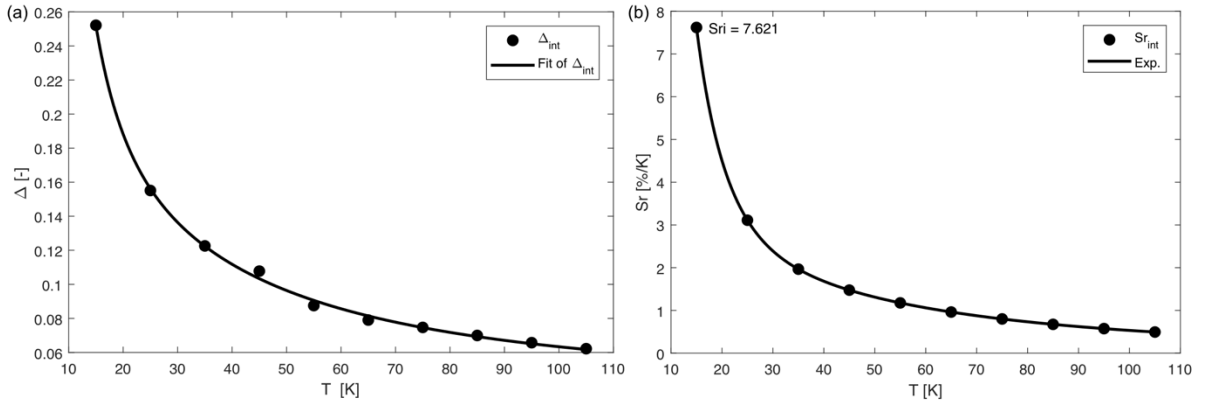 (a)
0.26
0.24
0.22
0.2
0.18
0.16
0.14
0.12
0.1
0.08
0.06
Δ [-]
Δint
Fit of Δint
10 20 30 40 50 60 70 80 90 100 110
T [K]
(b)
8
7
6
5
4
3
2
1
0
Sr [%/K]
Sri = 7.621
Srint
Exp.
10 20 30 40 50 60 70 80 90 100 110
T [K]